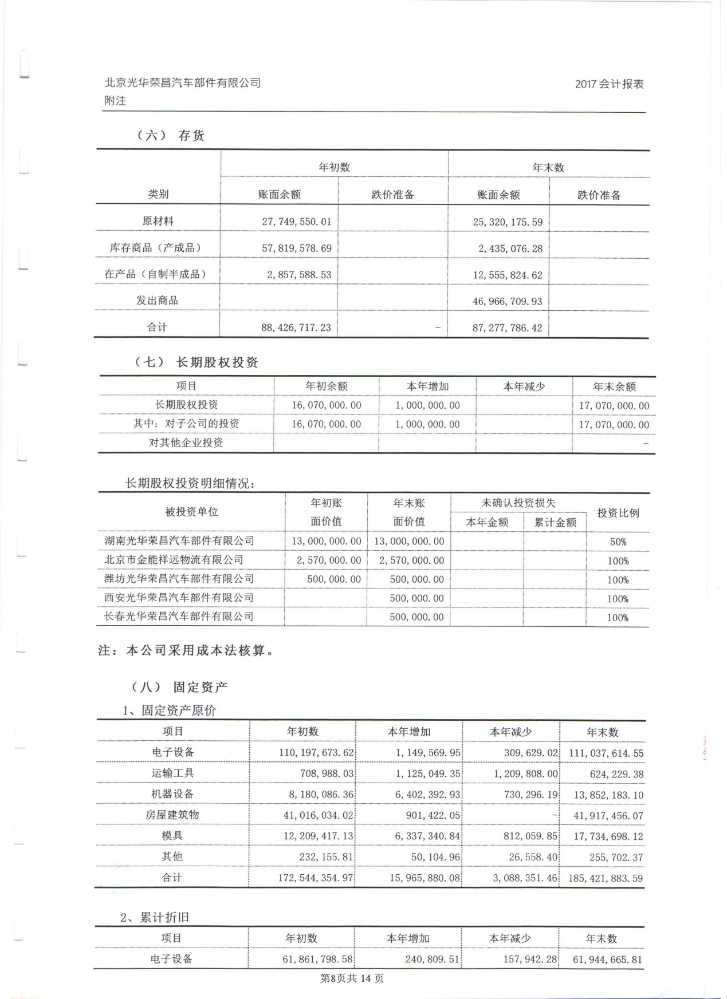 北京光华荣昌汽车部件有限公司 2017会计报表
附注
（六） 存货
年初数 年末数
类别 账面余额 跌价准备 账面余额 跌价准备
原材料 27,749,550.01 25,320,175.59
库存商品（产成品） 57,819,578.69 2,435,076.28
在产品（自制半成品） 2,857,588.53 12,555,824.62
发出商品 46,966,709.93
合计 88,426,717.23 - 87,277,786.42
（七） 长期股权投资
项目 年初余额 本年增加 本年减少 年末余额
长期股权投资 16,070,000.00 1,000,000.00 17,070,000.00
其中：对子公司的投资 16,070,000.00 1,000,000.00 17,070,000.00
对其他企业投资 -
长期股权投资明细情况：
被投资单位 年初账 年末账 未确认投资损失 投资比例
面价值 面价值 本年金额 累计金额
湖南光华荣昌汽车部件有限公司 13,000,000.00 13,000,000.00 50%
北京市金能祥远物流有限公司 2,570,000.00 2,570,000.00 100%
潍坊光华荣昌汽车部件有限公司 500,000.00 500,000.00 100%
西安光华荣昌汽车部件有限公司 500,000.00 100%
长春光华荣昌汽车部件有限公司 500,000.00 100%
注：本公司采用成本法核算。
（八） 固定资产
1、固定资产原价
项目 年初数 本年增加 本年减少 年末数
电子设备 110,197,673.62 1,149,569.95 309,629.02 111,037,614.55
运输工具 708,988.03 1,125,049.35 1,209,808.00 624,229.38
机器设备 8,180,086.36 6,402,392.93 730,296.19 13,852,183.10
房屋建筑物 41,016,034.02 901,422.05 - 41,917,456.07
模具 12,209,417.13 6,337,340.84 812,059.85 17,734,698.12
其他 232,155.81 50,104.96 26,558.40 255,702.37
合计 172,544,354.97 15,965,880.08 3,088,351.46 185,421,883.59
2、累计折旧
项目 年初数 本年增加 本年减少 年末数
电子设备 61,861,798.58 240,809.51 157,942.28 61,944,665.81
第8页共 14 页